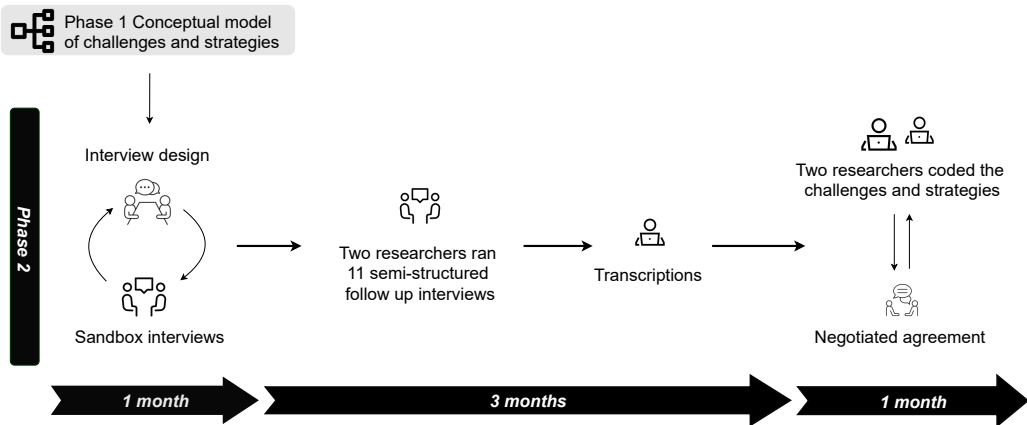 Phase 1 Conceptual model
of challenges and strategies
Phase 2
Interview design
Sandbox interviews
Two researchers ran
11 semi-structured
follow up interviews
Transcriptions
Two researchers coded the
challenges and strategies
Negotiated agreement
1 month
3 months
1 month